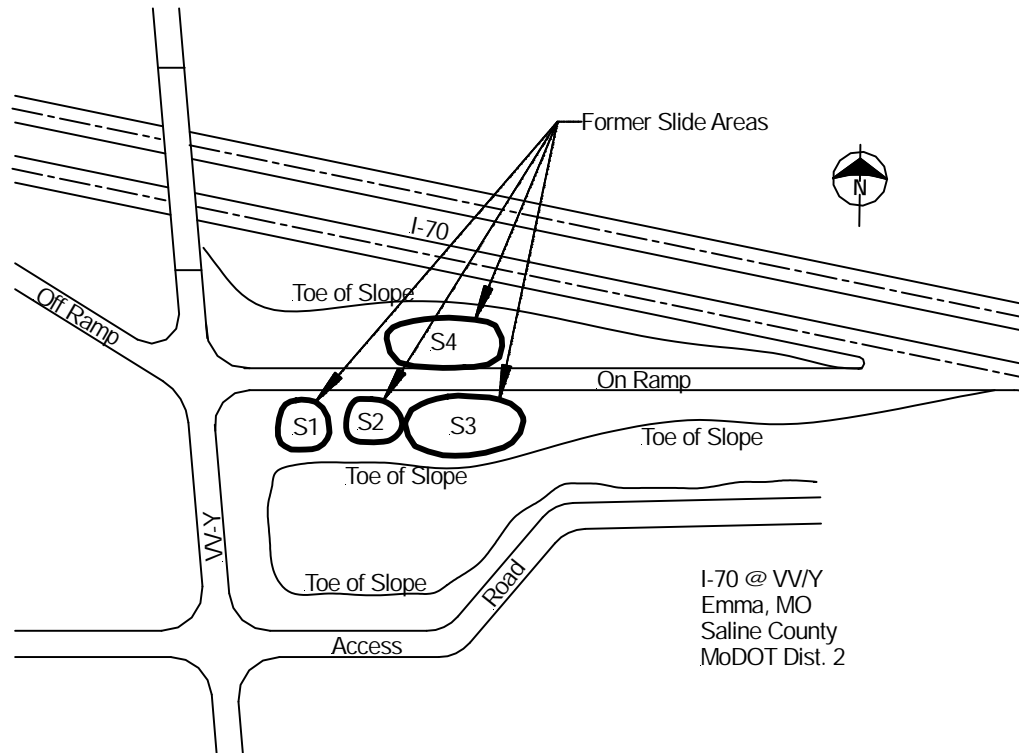 Former Slide Areas
N
I-70
Toe of Slope
Off Ramp
S4
On Ramp
S1
S2
S3
Toe of Slope
Toe of Slope
VV-Y
Toe of Slope
Road
Access
I-70 @ VV/Y
Emma, MO
Saline County
MoDOT Dist. 2